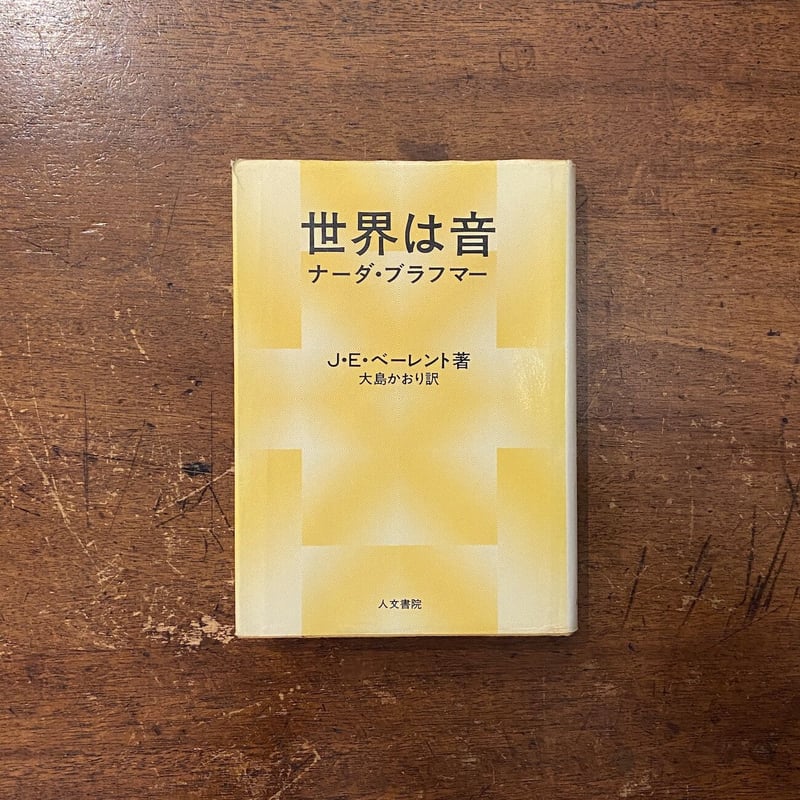 世界は音
ナーダ・ブラフマー
J・E・ベーレント著
大島かおり訳
人文書院